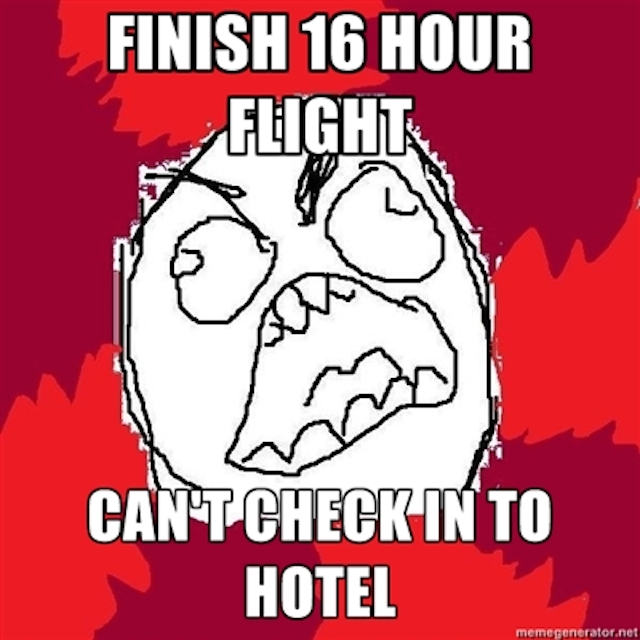 FINISH 16 HOUR
FLIGHT
CAN'T CHECK IN TO
HOTEL
memegenerator.net